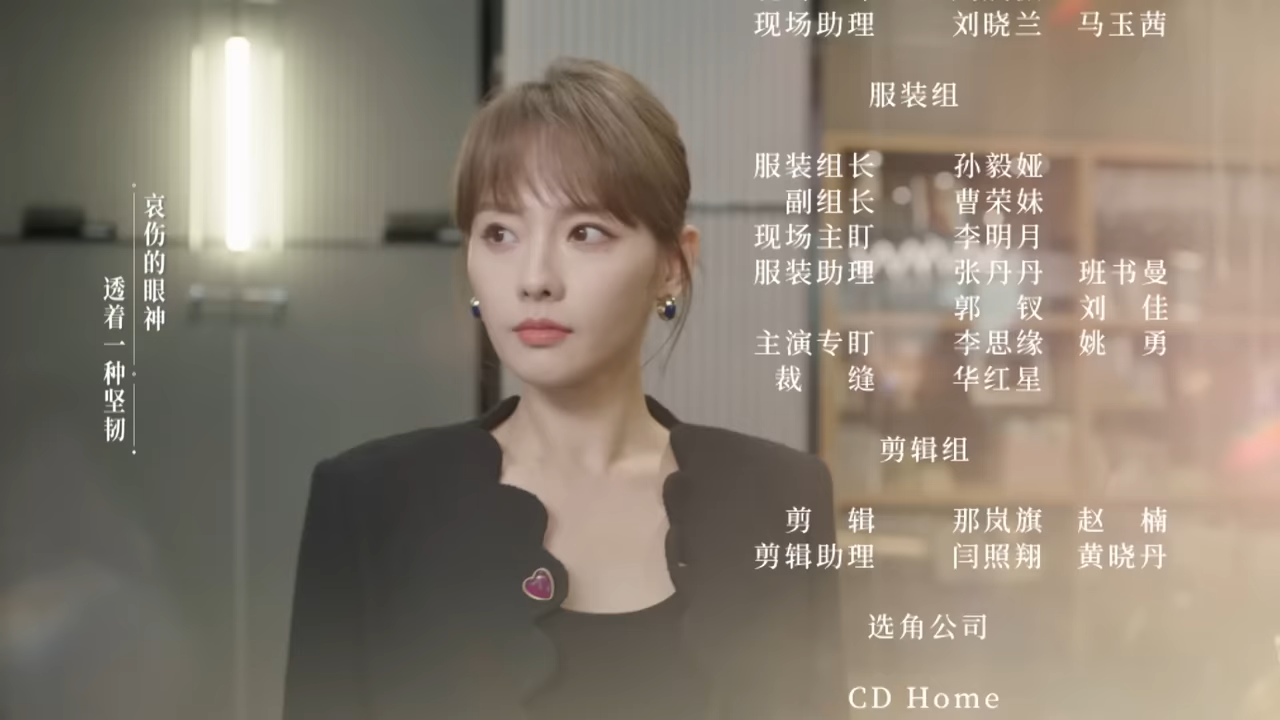 现场助理 刘晓兰 马玉茜
服装组
服装组长 孙毅娅
副组长 曹荣妹
现场主盯 李明月
服装助理 张丹丹 班书曼
郭钗 刘佳
主演专盯 李思缘 姚勇
裁缝 华红星
剪辑组
剪辑 那岚旗 赵楠
剪辑助理 闫照翔 黄晓丹
选角公司
CD Home
哀伤的眼神
透着一种坚韧